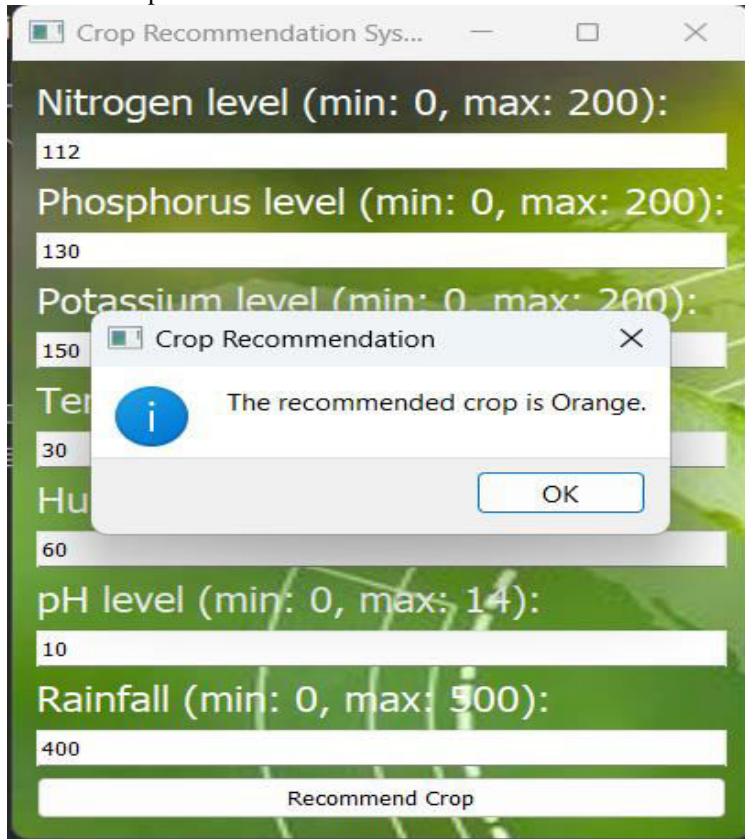 Crop Recommendation Sys...
Nitrogen level (min: 0, max: 200):
112
Phosphorus level (min: 0, max: 200):
130
Potassium level (min: 0, max: 200):
150
Crop Recommendation
The recommended crop is Orange.
OK
30
60
pH level (min: 0, max: 14):
10
Rainfall (min: 0, max: 500):
400
Recommend Crop